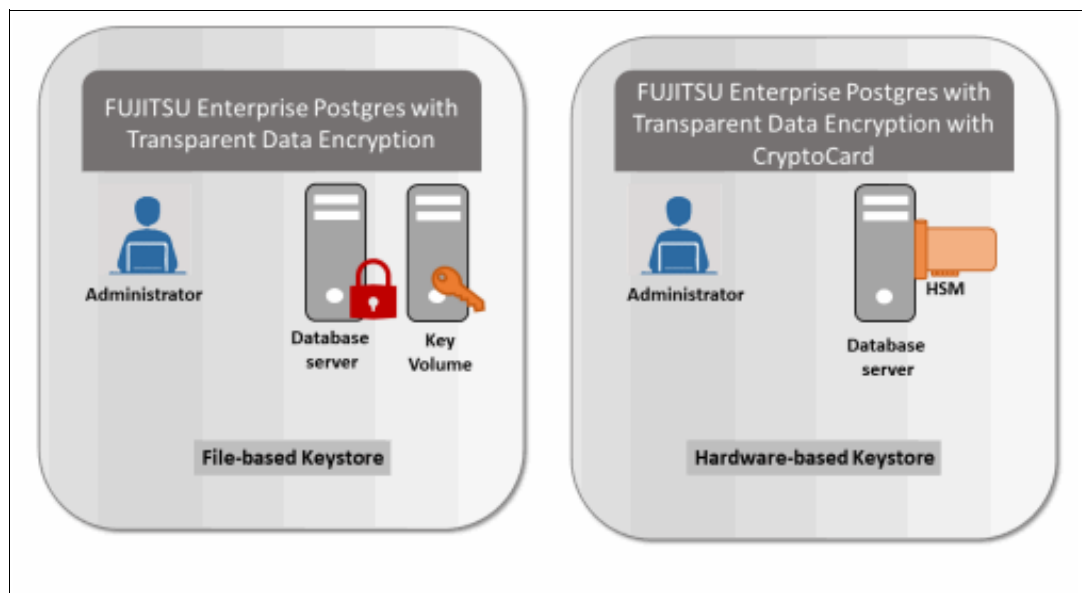 FUJITSU Enterprise Postgres with
Transparent Data Encryption
Administrator
Database
server
Key
Volume
File-based Keystore
FUJITSU Enterprise Postgres with
Transparent Data Encryption with
CryptoCard
Administrator
HSM
Database
server
Hardware-based Keystore